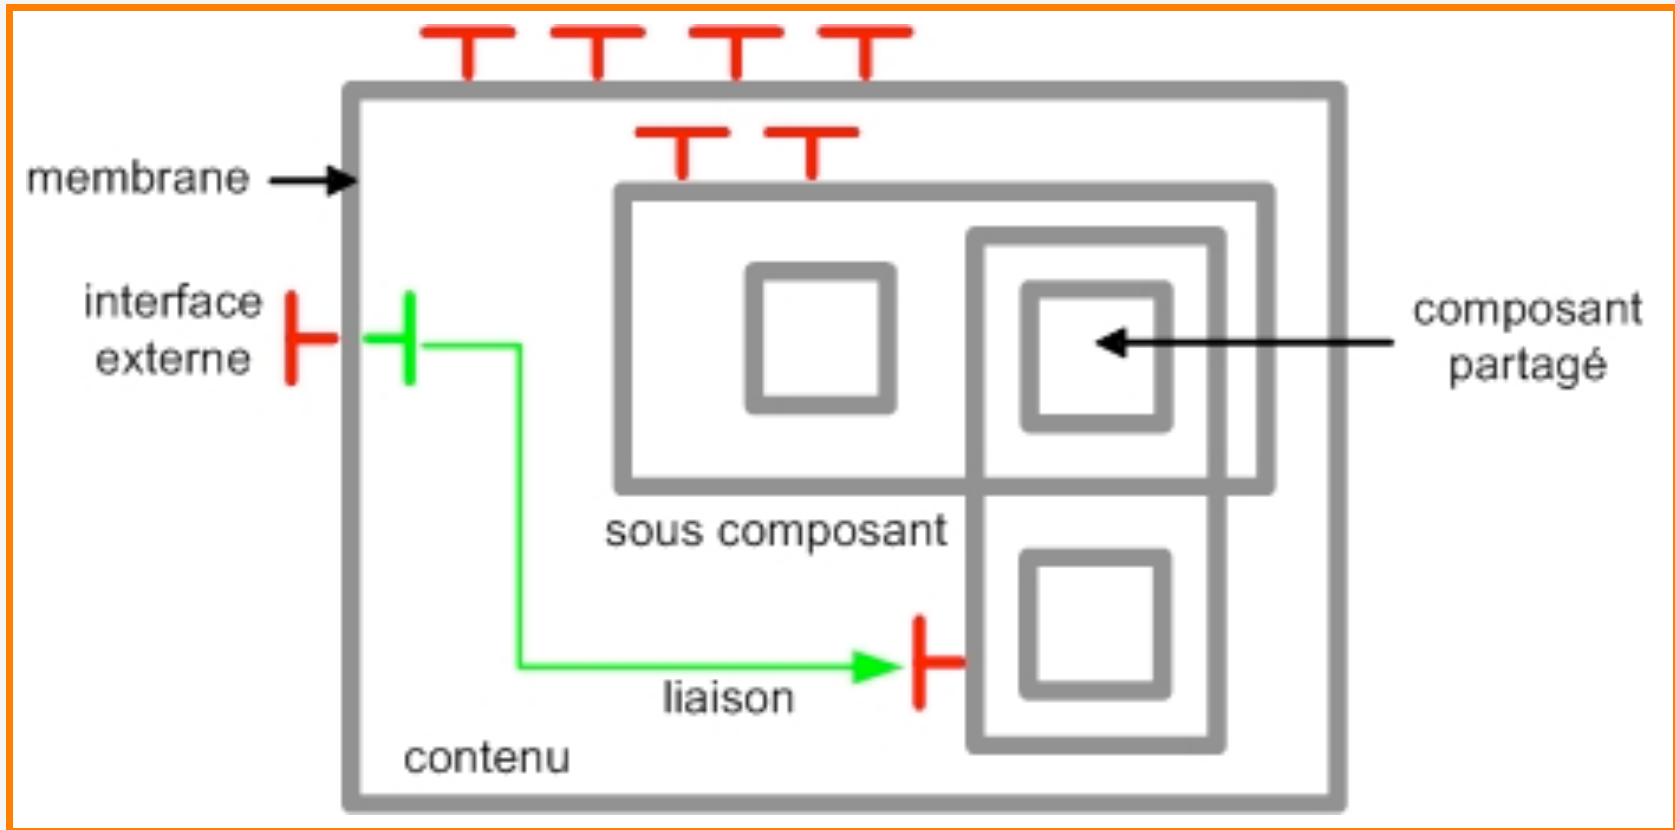 membrane
interface
externe
composant
partagé
sous composant
liaison
contenu